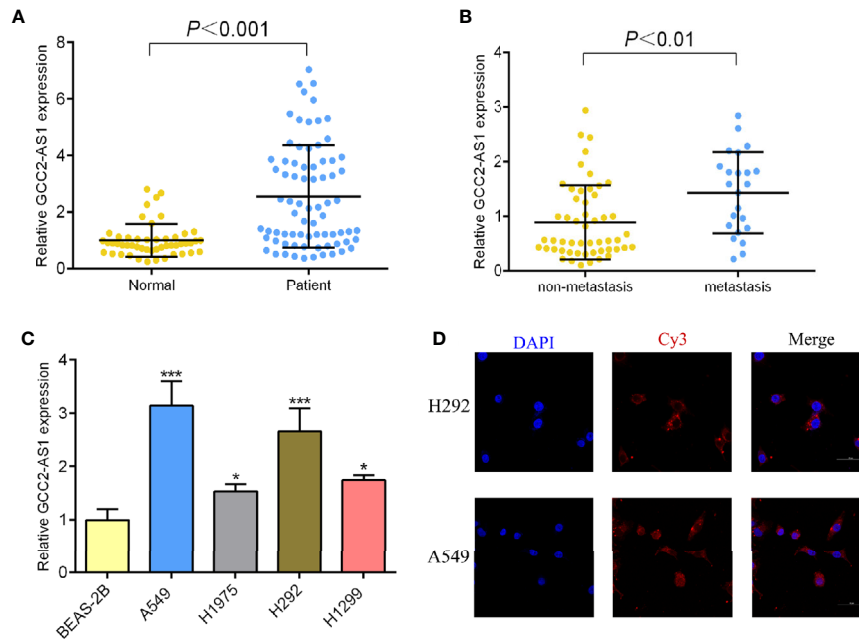 A
P<0.001
Relative GCC2-AS1 expression
8
6
4
2
0
Normal
Patient
B
P<0.01
Relative GCC2-AS1 expression
4
3
2
1
0
non-metastasis
metastasis
C
Relative GCC2-AS1 expression
4
3
2
1
0
***
*
***
*
BEAS-2B
A549
H1975
H292
H1299
D
DAPI
Cy3
Merge
H292
A549